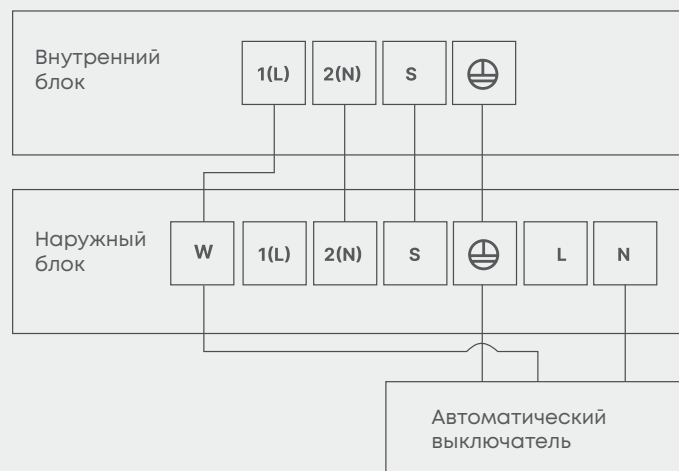 Внутренний
блок
1(L) 2(N) S
Наружный
блок
W 1(L) 2(N) S L N
Автоматический
выключатель